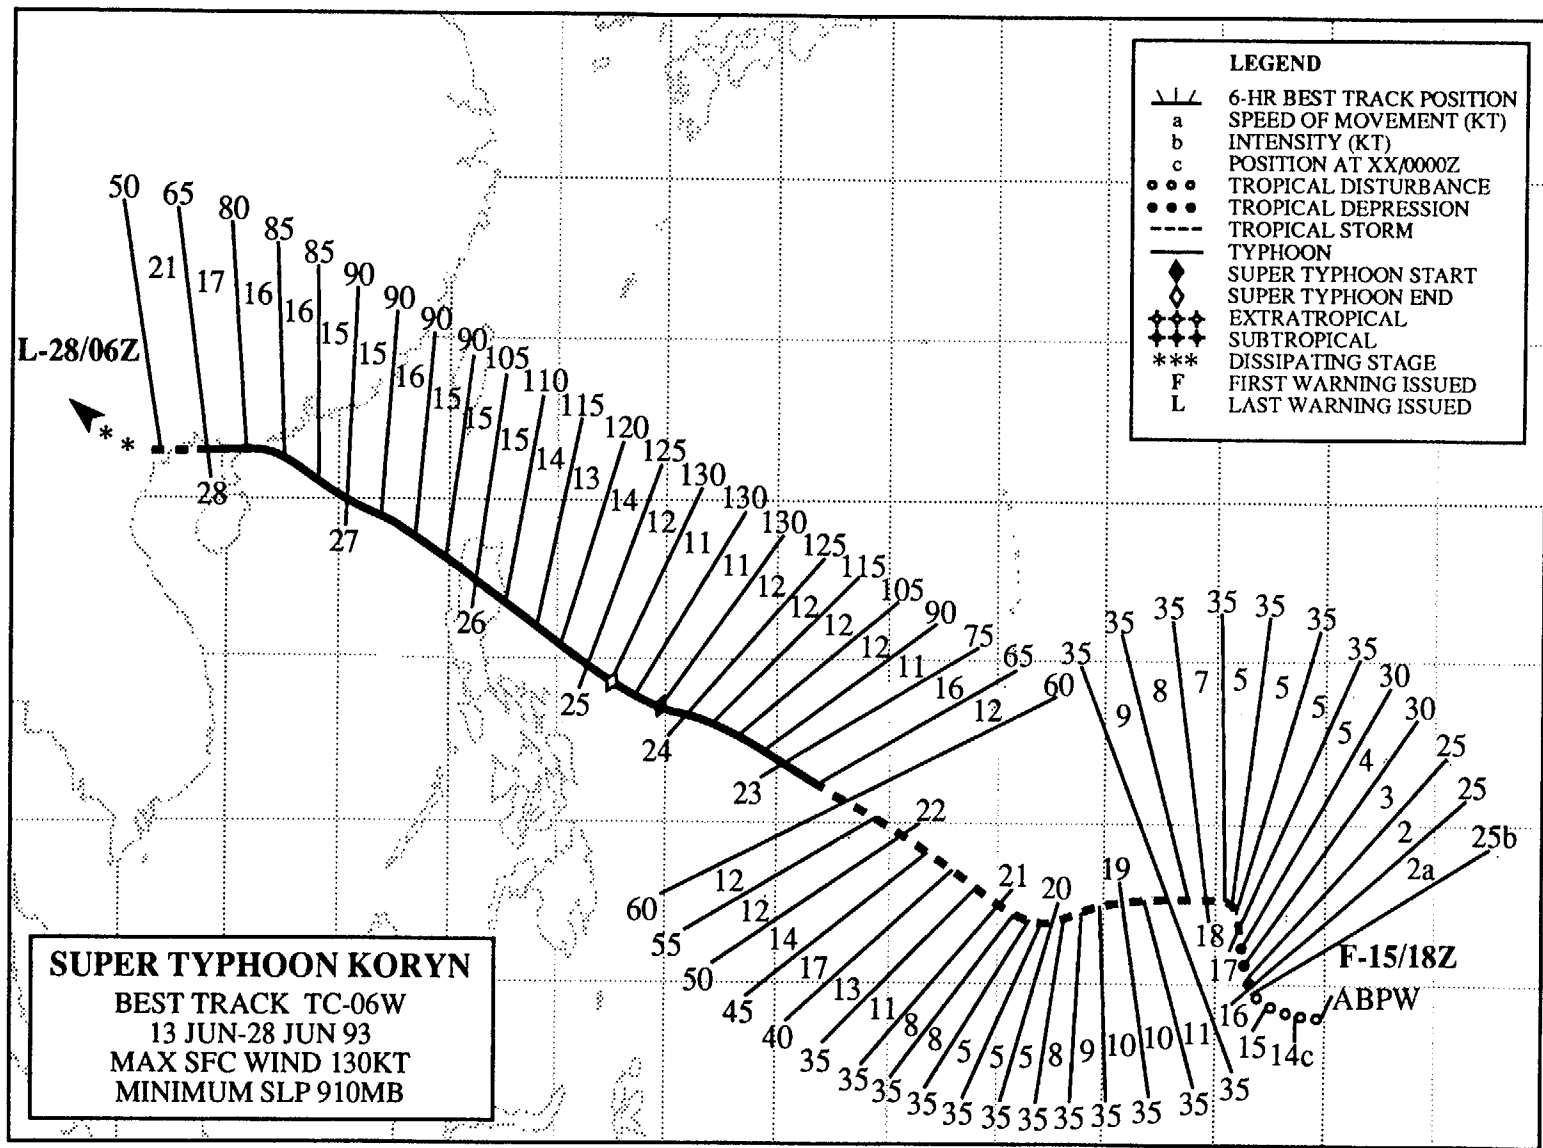 LEGEND
6-HR BEST TRACK POSITION
a SPEED OF MOVEMENT (KT)
b INTENSITY (KT)
c POSITION AT XX/0000Z
TROPICAL DISTURBANCE
TROPICAL DEPRESSION
TROPICAL STORM
TYPHOON
SUPER TYPHOON START
SUPER TYPHOON END
EXTRATROPICAL
SUBTROPICAL
*** DISSIPATING STAGE
F FIRST WARNING ISSUED
L LAST WARNING ISSUED
50 65 80 85 85 90 90 90 90 105 110 115 120 125 130 130 130 125 115 105 90 75 65 60
21 17 16 16 15 15 16 15 15 15 14 13 14 12 11 11 12 12 12 12 11 16 12
L-28/06Z
* *
28 27 26 25 24 23 22 21 20 19 18 17 16 15 14c
35 35 35 35 35 35 35 30 30 25 25 25b
9 8 7 5 5 5 5 4 3 2 2a
60 55 50 45 40 35 35 35 35 35 35 35 35 35 35 35 35
12 12 14 17 13 11 8 8 5 5 5 8 9 10 10 11
F-15/18Z
ABPW
SUPER TYPHOON KORYN
BEST TRACK TC-06W
13 JUN-28 JUN 93
MAX SFC WIND 130KT
MINIMUM SLP 910MB